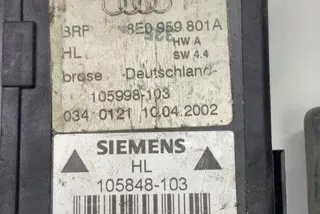 BRF 8E0 959 801A
HL HW A
SW 4.4
brose -Deutschland-
105998-103
034 0121 10.04.2002
SIEMENS
HL
105848-103